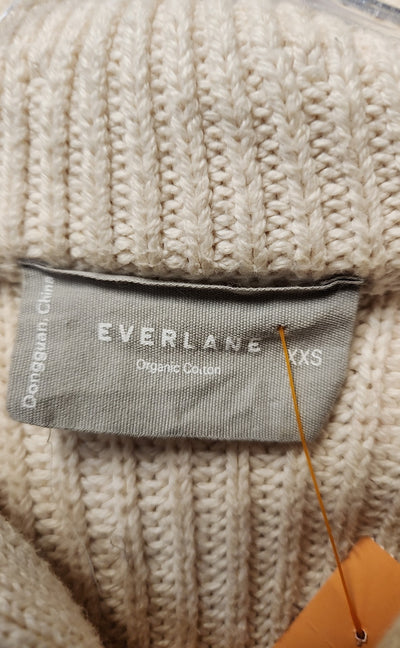 Dongguan China
EVERLANE
Organic Cotton
XXS